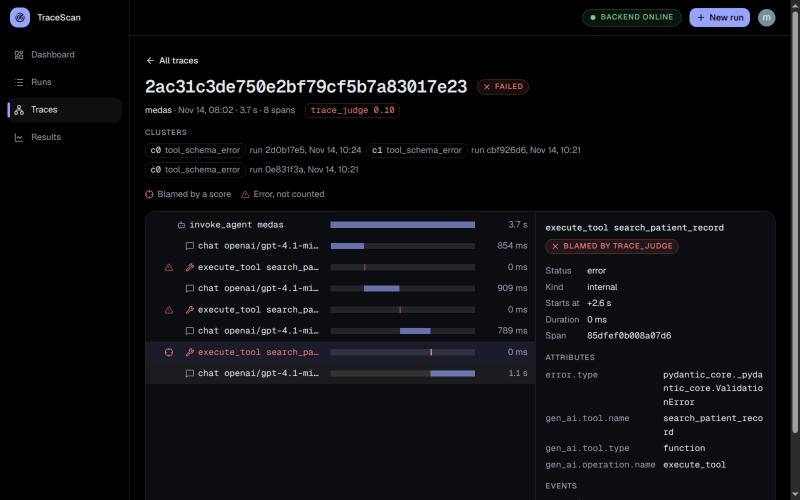 TraceScan
BACKEND ONLINE
+ New run
m
Dashboard
Runs
Traces
Results
← All traces
2ac31c3de750e2bf79cf5b7a83017e23
× FAILED
medas · Nov 14, 08:02 · 3.7 s · 8 spans
trace_judge 0.10
CLUSTERS
c0 tool_schema_error run 2d0b17e5, Nov 14, 10:24 c1 tool_schema_error run cbf926d6, Nov 14, 10:21
c0 tool_schema_error run 0e831f3a, Nov 14, 10:21
Blamed by a score
Error, not counted
invoke_agent medas 3.7 s
chat openai/gpt-4.1-mi… 854 ms
execute_tool search_pa… 0 ms
chat openai/gpt-4.1-mi… 909 ms
execute_tool search_pa… 0 ms
chat openai/gpt-4.1-mi… 789 ms
execute_tool search_pa… 0 ms
chat openai/gpt-4.1-mi… 1.1 s
execute_tool search_patient_record
× BLAMED BY TRACE_JUDGE
Status error
Kind internal
Starts at +2.6 s
Duration 0 ms
Span 85dfef0b008a07d6
ATTRIBUTES
error.type pydantic_core._pyda
ntic_core.Validatio
nError
gen_ai.tool.name search_patient_reco
rd
gen_ai.tool.type function
gen_ai.operation.name execute_tool
EVENTS